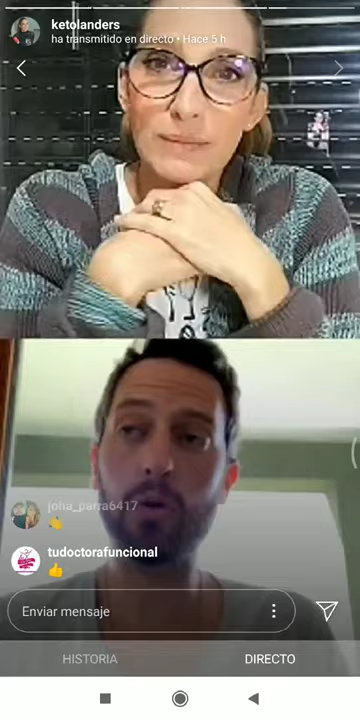 ketolanders
ha transmitido en directo • Hace 5 h
joha_parra6417
tudoctorafuncional
Enviar mensaje
HISTORIA
DIRECTO